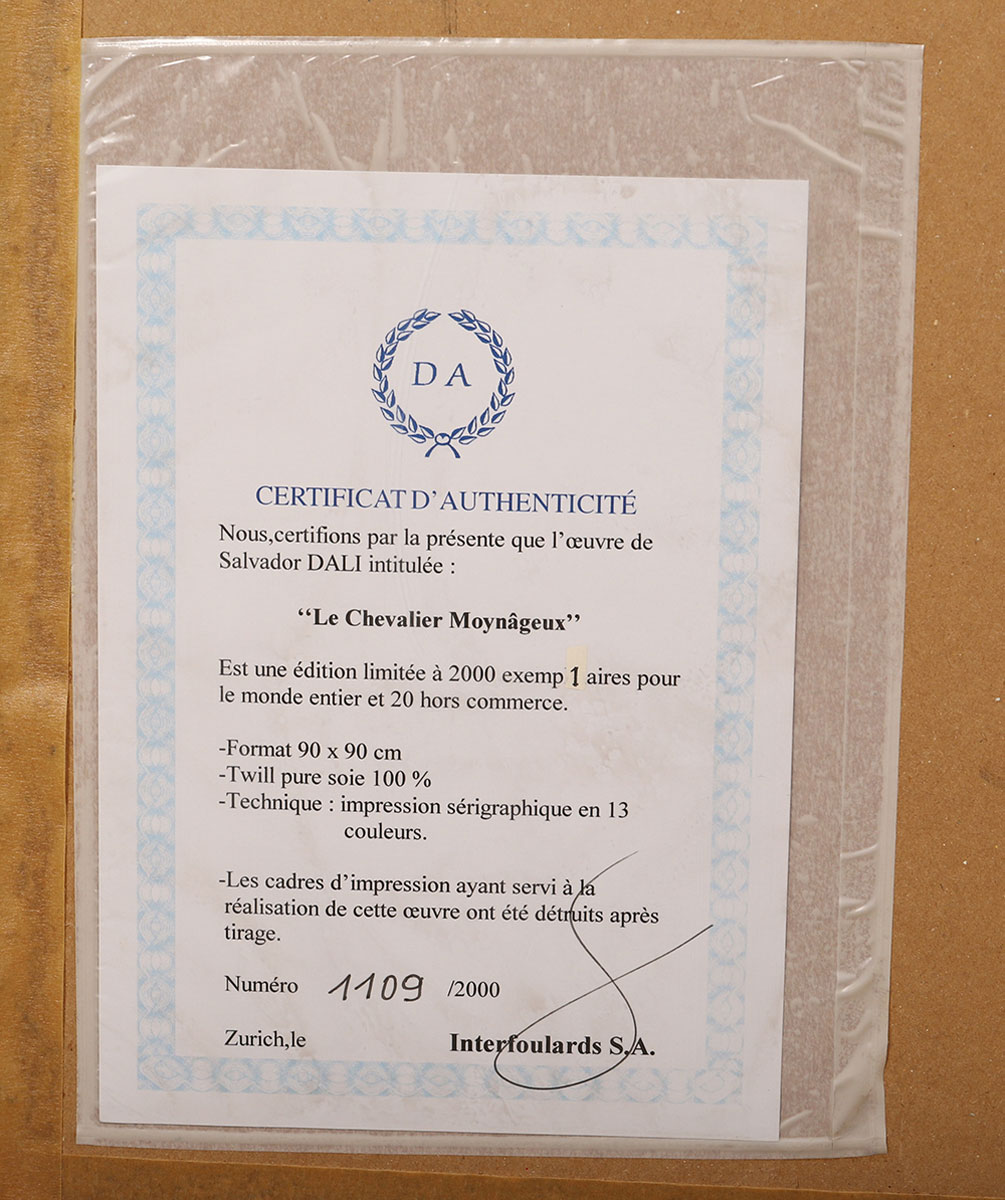 D A
CERTIFICAT D'AUTHENTICITÉ
Nous,certifions par la présente que l'œuvre de
Salvador DALI intitulée :
“Le Chevalier Moynâgeux”
Est une édition limitée à 2000 exemp1aires pour
le monde entier et 20 hors commerce.
-Format 90 x 90 cm
-Twill pure soie 100 %
-Technique : impression sérigraphique en 13
couleurs.
-Les cadres d'impression ayant servi à la
réalisation de cette œuvre ont été détruits après
tirage.
Numéro 1109 /2000
Zurich,le Interfoulards S.A.